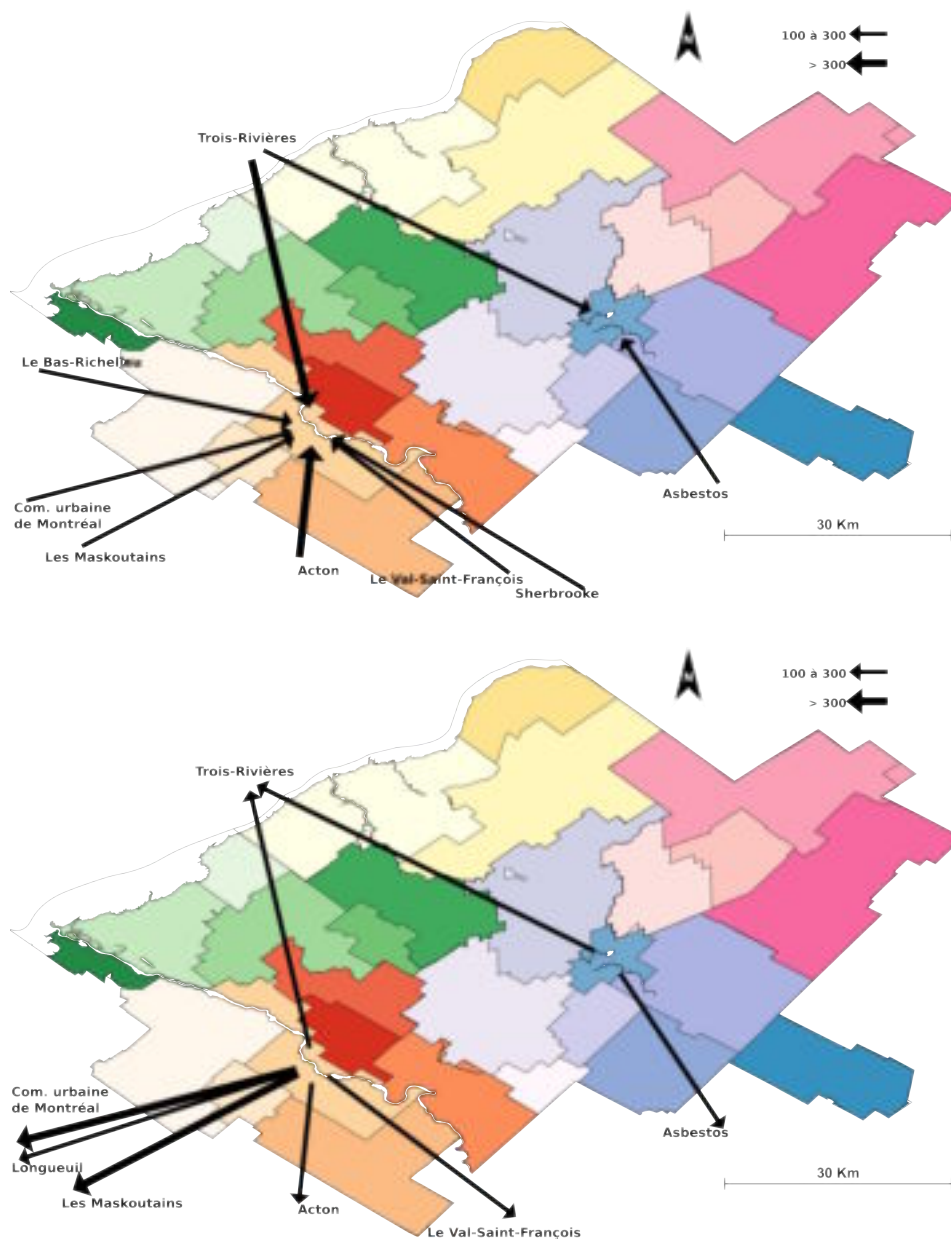 N
100 à 300
> 300
Trois-Rivières
Le Bas-Richelieu
Asbestos
Com. urbaine
de Montréal
30 Km
Les Maskoutains
Acton
Le Val-Saint-François
Sherbrooke
N
100 à 300
> 300
Trois-Rivières
Com. urbaine
de Montréal
Asbestos
Longueuil
30 Km
Les Maskoutains
Acton
Le Val-Saint-François